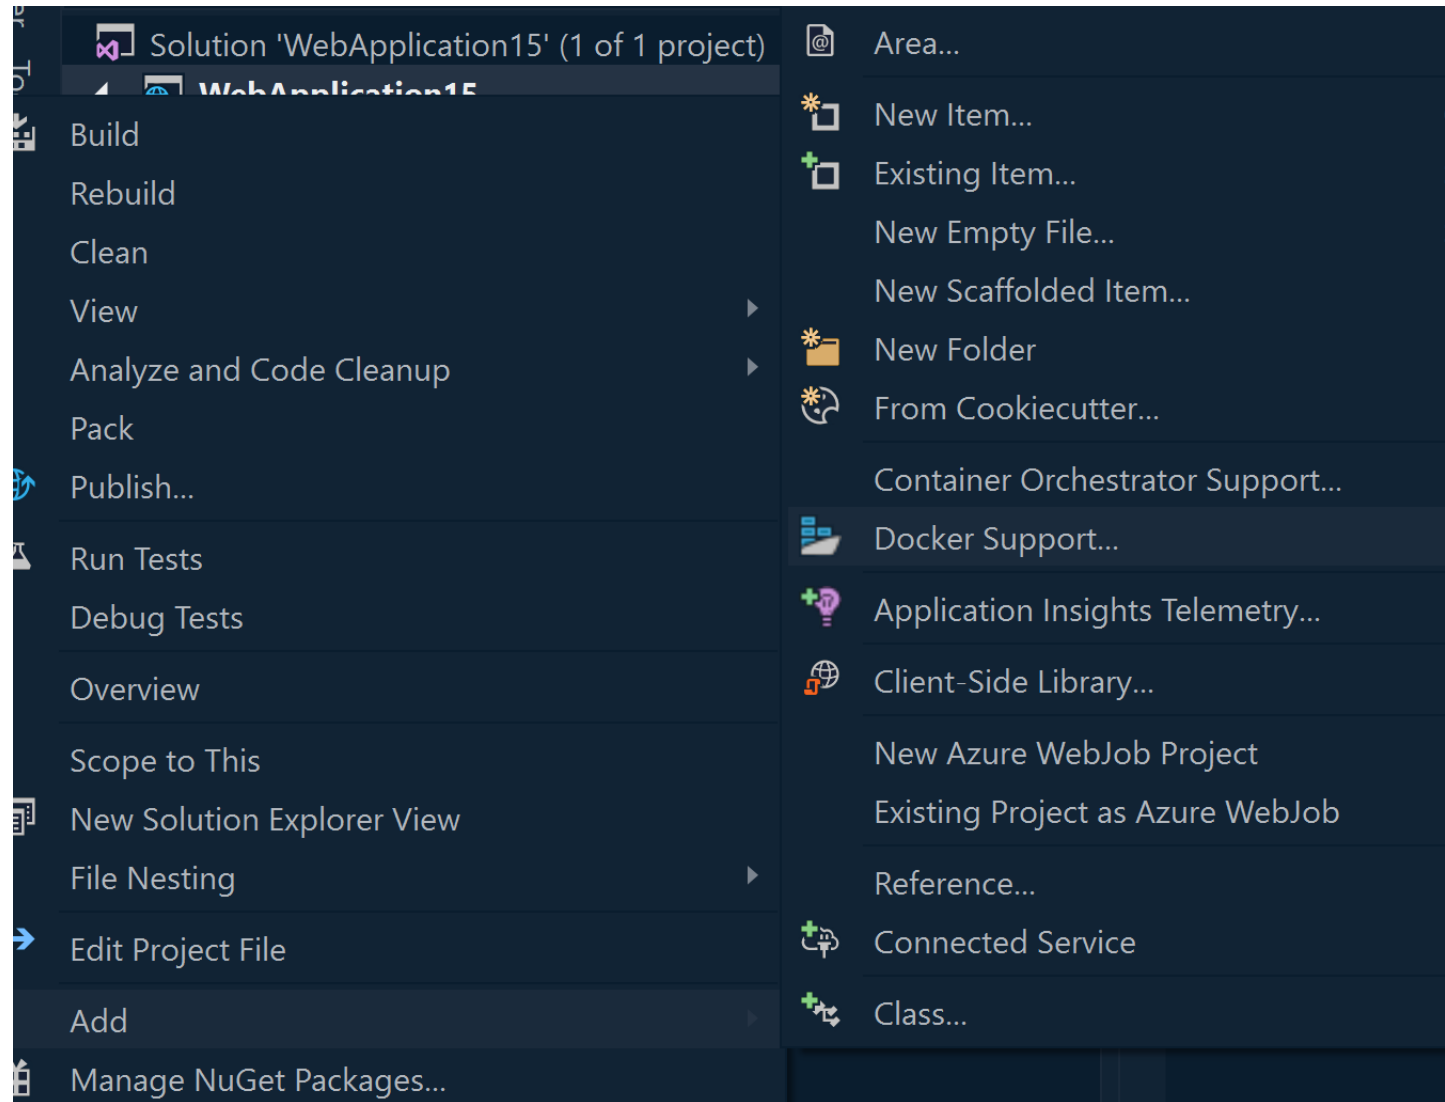 Solution 'WebApplication15' (1 of 1 project)
WebApplication15
Build
Rebuild
Clean
View
Analyze and Code Cleanup
Pack
Publish...
Run Tests
Debug Tests
Overview
Scope to This
New Solution Explorer View
File Nesting
Edit Project File
Add
Manage NuGet Packages...
Area...
New Item...
Existing Item...
New Empty File...
New Scaffolded Item...
New Folder
From Cookiecutter...
Container Orchestrator Support...
Docker Support...
Application Insights Telemetry...
Client-Side Library...
New Azure WebJob Project
Existing Project as Azure WebJob
Reference...
Connected Service
Class...